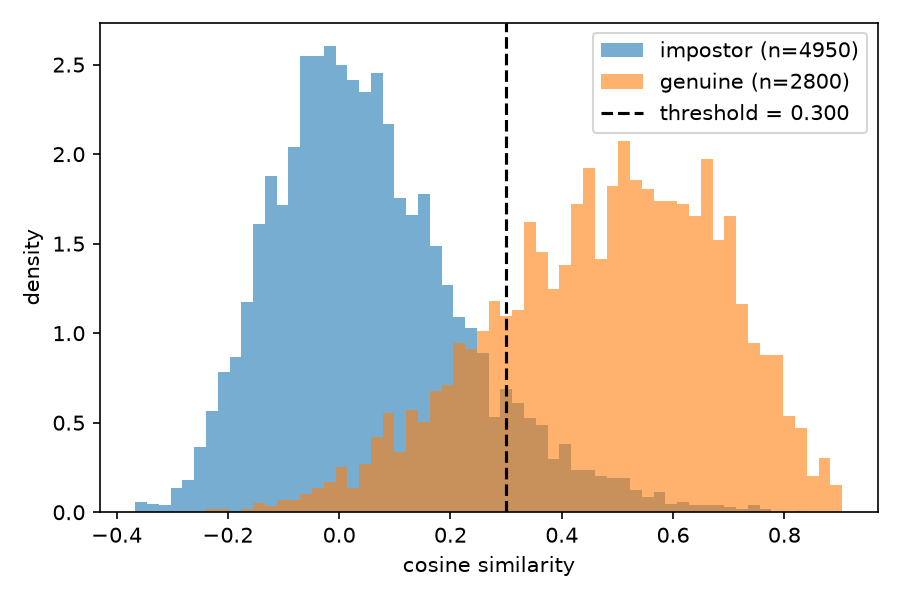 impostor (n=4950)
genuine (n=2800)
threshold = 0.300
density
2.5
2.0
1.5
1.0
0.5
0.0
−0.4 −0.2 0.0 0.2 0.4 0.6 0.8
cosine similarity